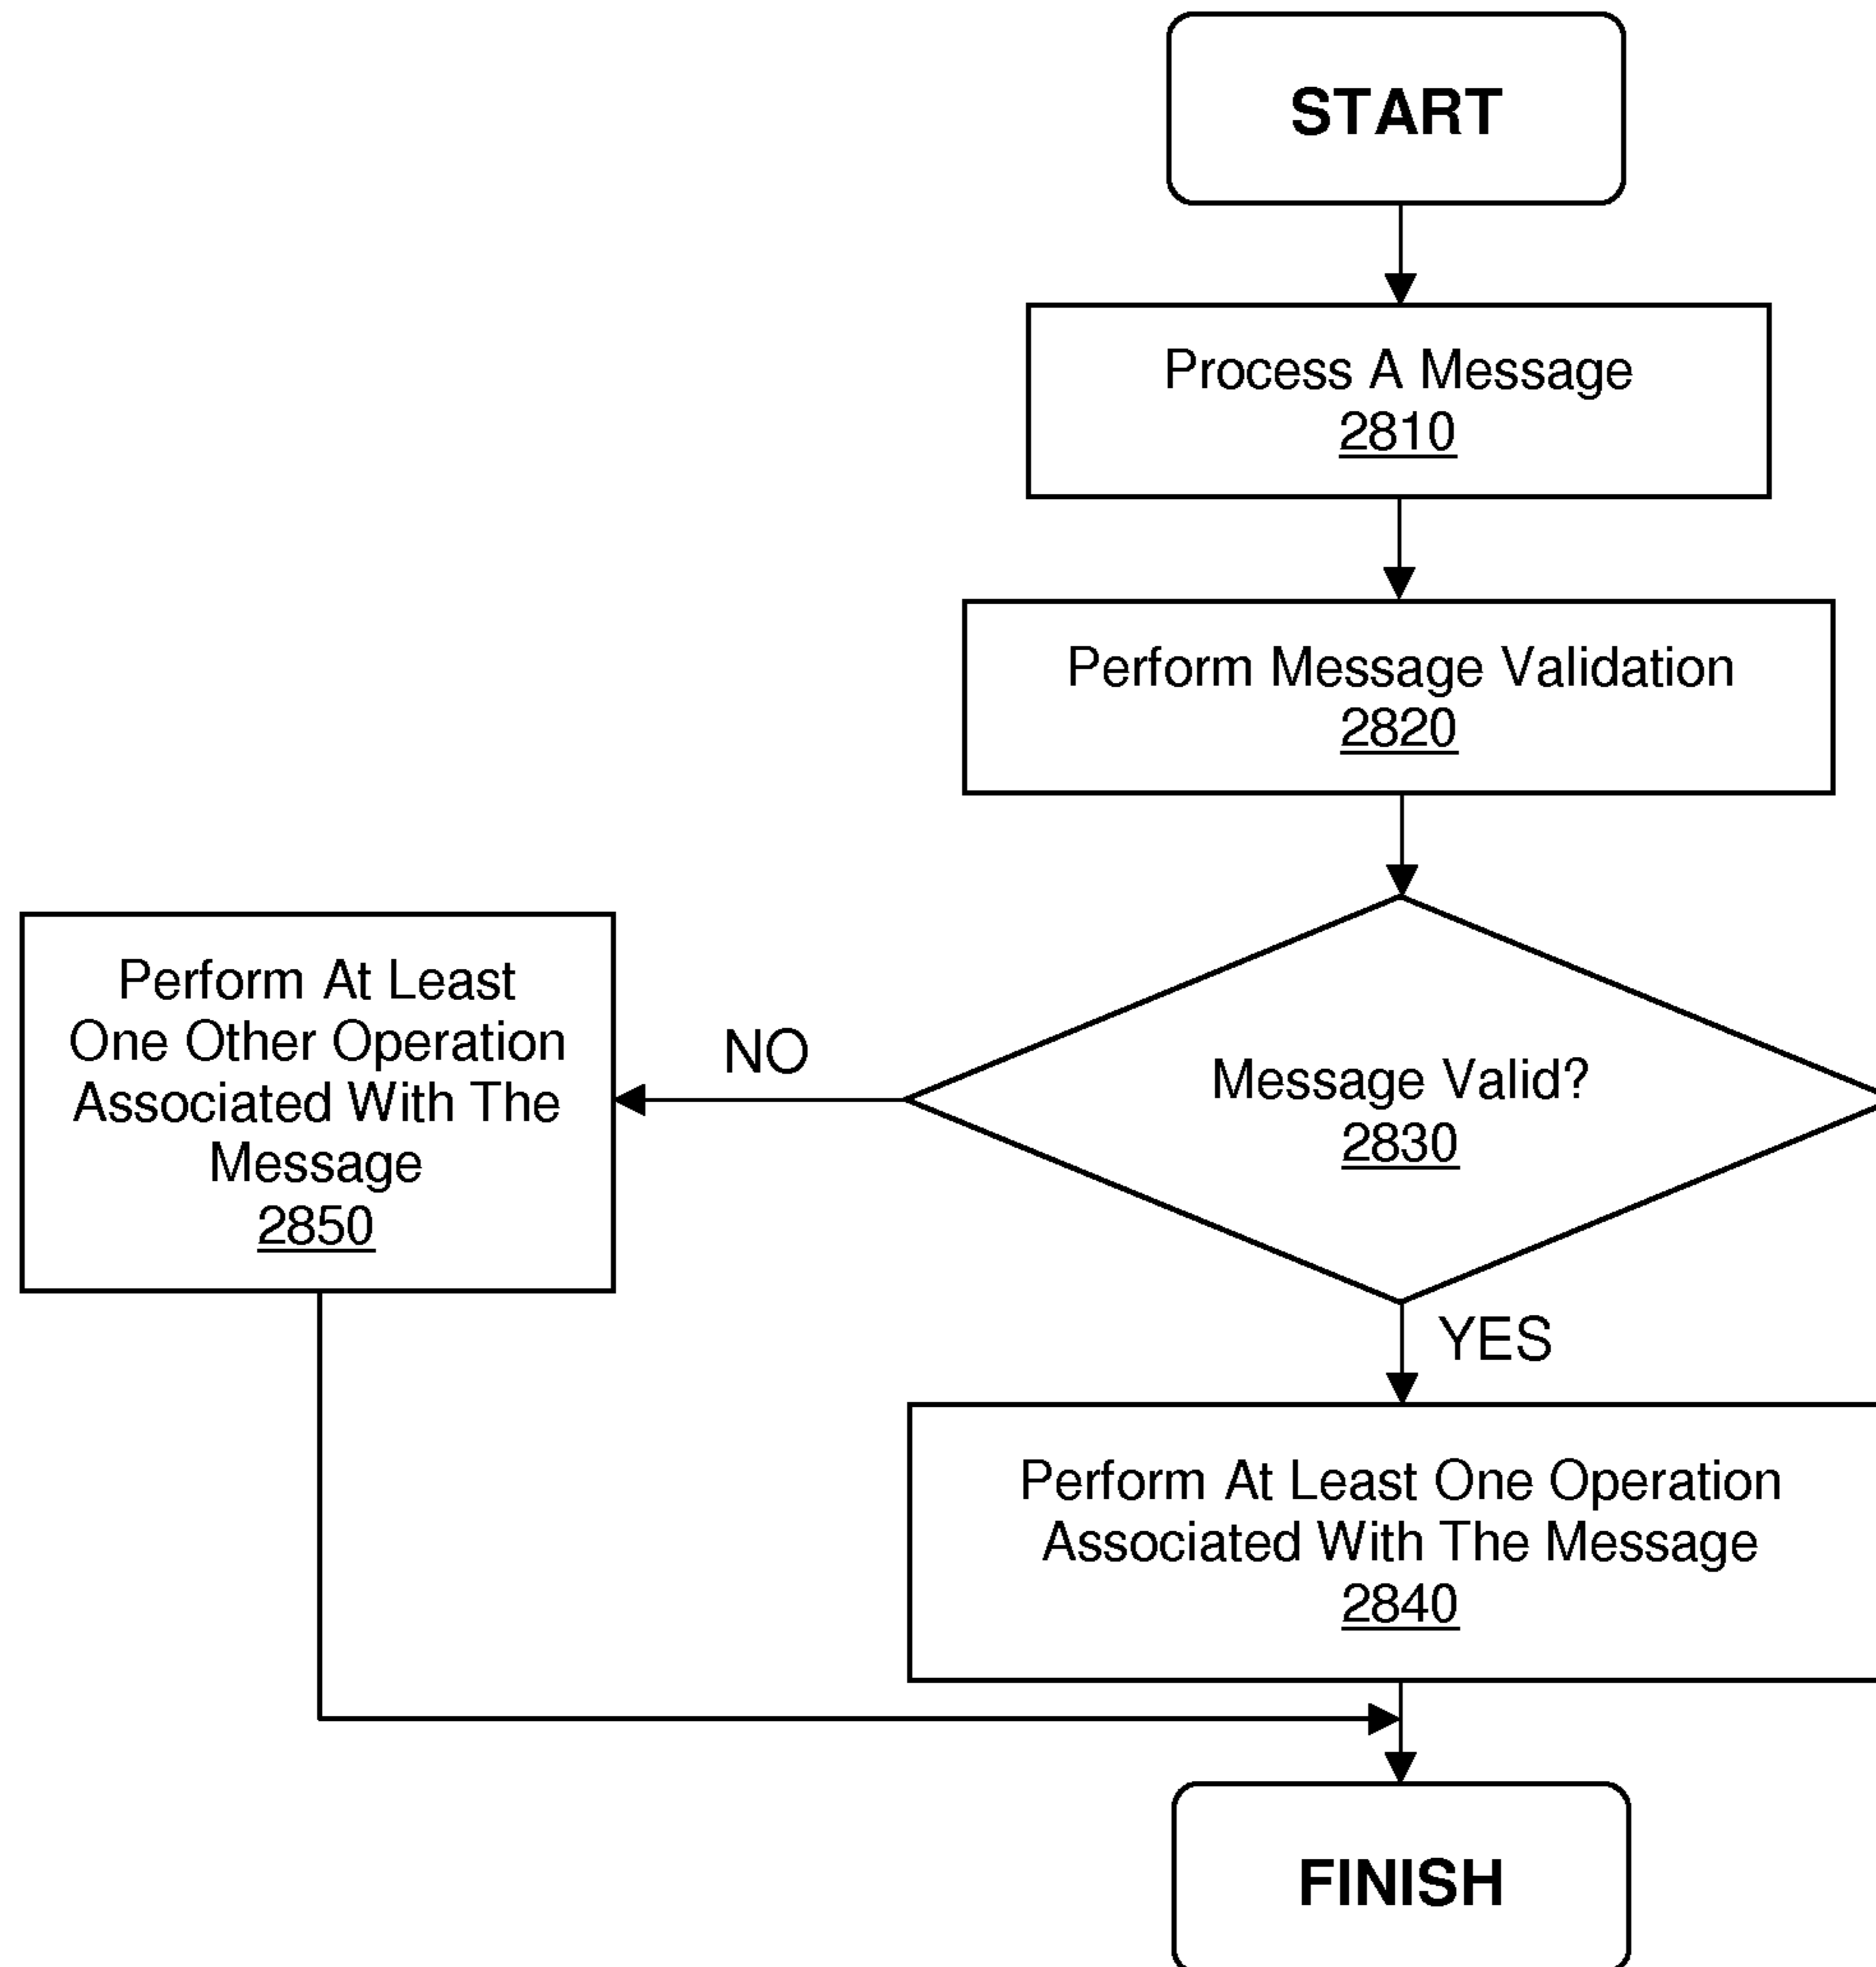 START
Process A Message
2810
Perform Message Validation
2820
Message Valid?
2830
NO
Perform At Least
One Other Operation
Associated With The
Message
2850
YES
Perform At Least One Operation
Associated With The Message
2840
FINISH